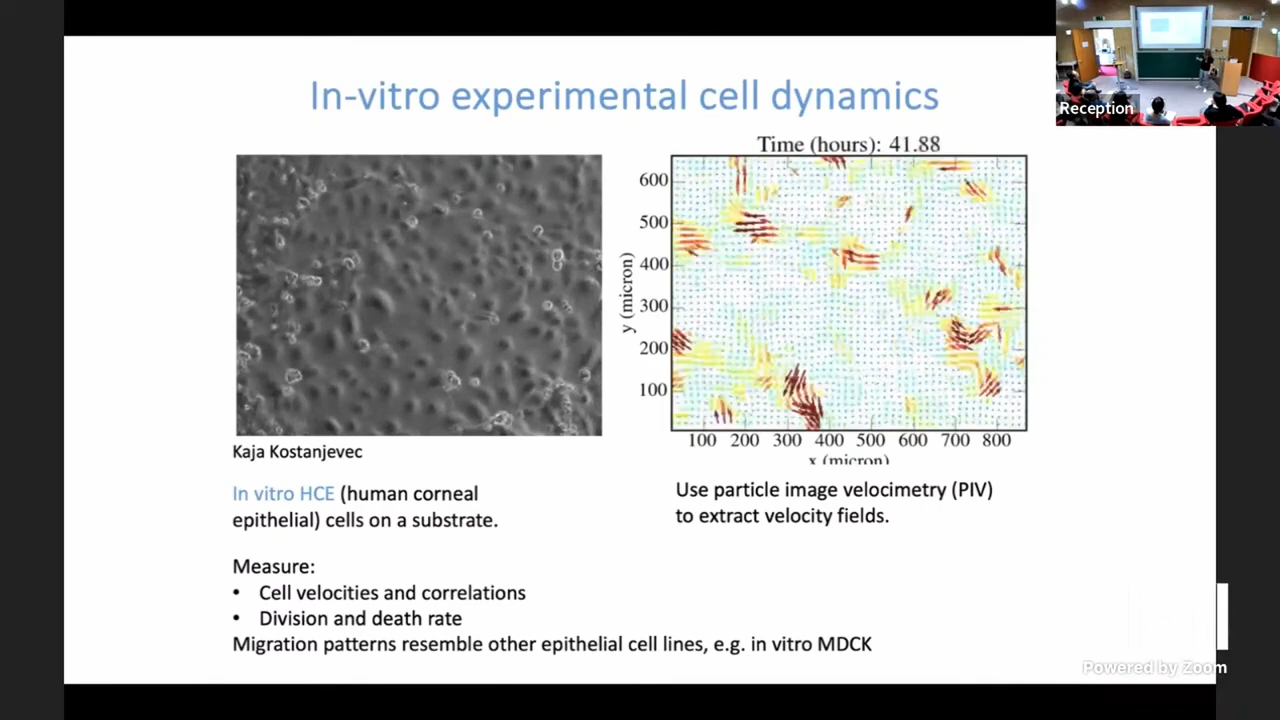 In-vitro experimental cell dynamics
Reception
Time (hours): 41.88
y (micron)
600
500
400
300
200
100
100 200 300 400 500 600 700 800
x (micron)
Kaja Kostanjevec
In vitro HCE (human corneal
epithelial) cells on a substrate.
Use particle image velocimetry (PIV)
to extract velocity fields.
Measure:
• Cell velocities and correlations
• Division and death rate
Migration patterns resemble other epithelial cell lines, e.g. in vitro MDCK
Powered by Zoom